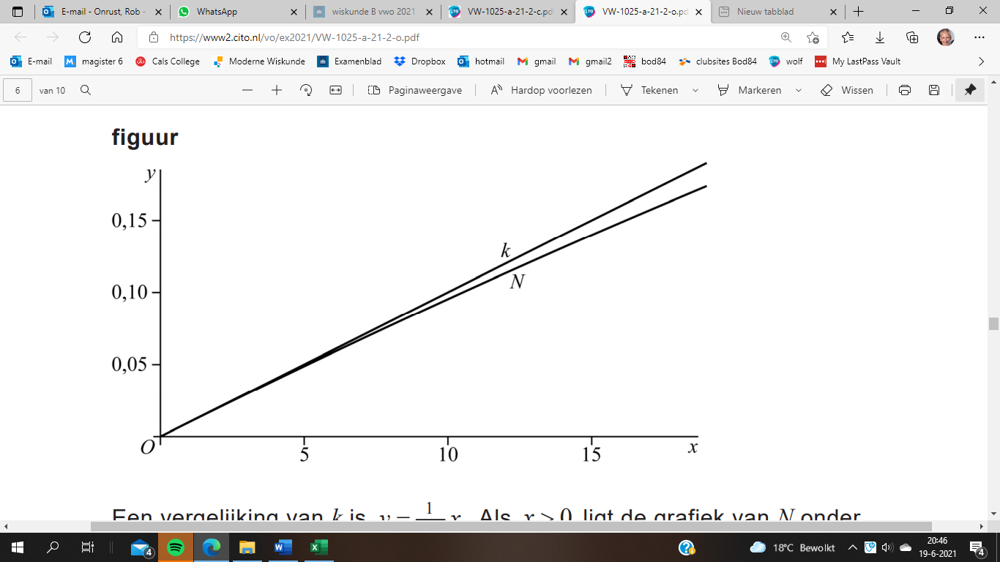 E-mail - Onrust, Rob -
WhatsApp
wiskunde B vwo 2021
VW-1025-a-21-2-c.pd
VW-1025-a-21-2-o.pd
Nieuw tabblad
https://www2.cito.nl/vo/ex2021/VW-1025-a-21-2-o.pdf
E-mail
magister 6
Cals College
Moderne Wiskunde
Examenblad
Dropbox
hotmail
gmail
gmail2
bod84
clubsites Bod84
wolf
My LastPass Vault
6 van 10
Paginaweergave
Hardop voorlezen
Tekenen
Markeren
Wissen
figuur
y
0,15
k
0,10
N
0,05
O
5
10
15
x
Een vergelijking van k is y = 1 x. Als x > 0 ligt de grafiek van N onder
4
18°C Bewolkt
20:46
19-6-2021
4